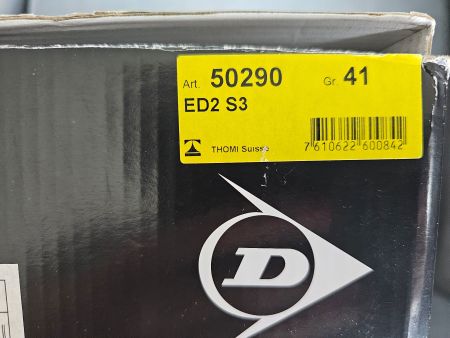 Art. 50290 Gr. 41
ED2 S3
THOMI Suisse
7 610622 600842
D